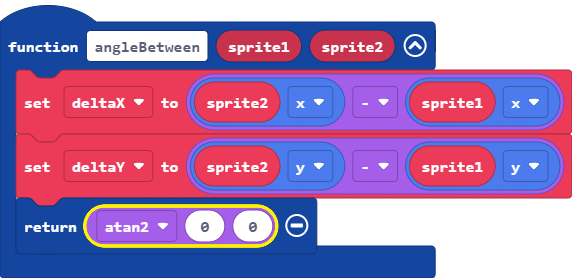 function angleBetween sprite1 sprite2
set deltaX to sprite2 x - sprite1 x
set deltaY to sprite2 y - sprite1 y
return atan2 0 0